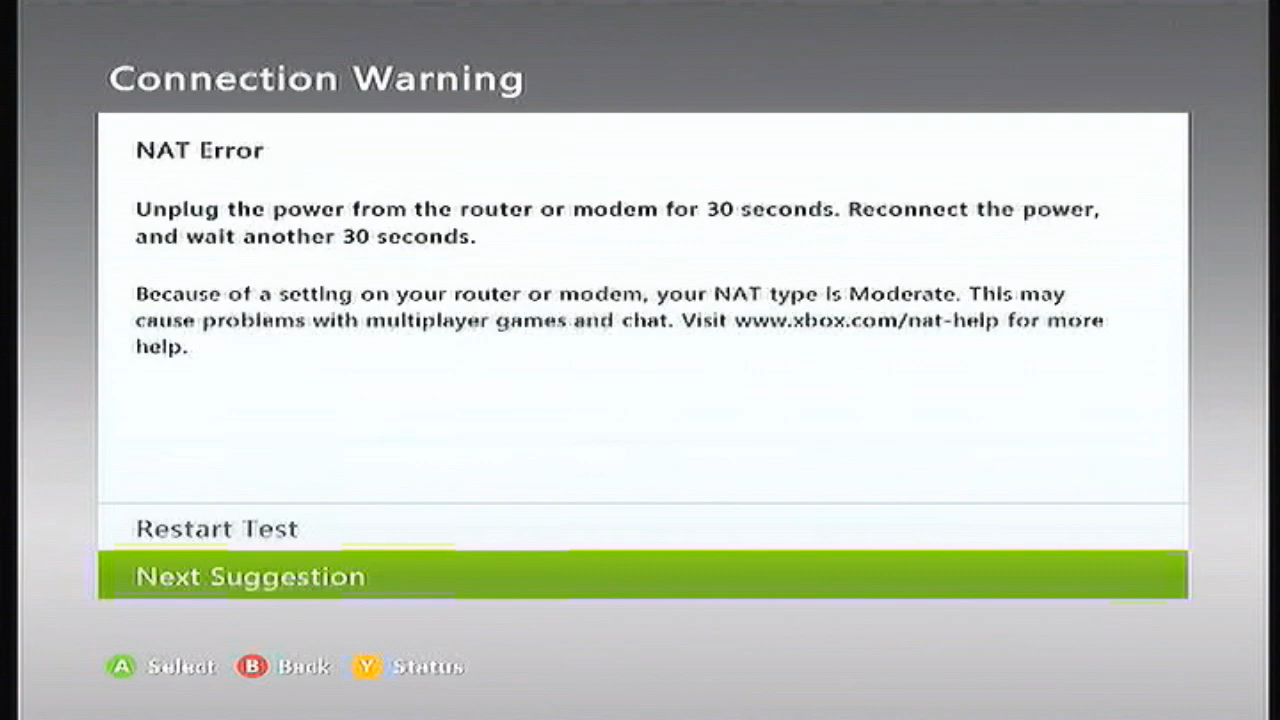 Connection Warning
NAT Error
Unplug the power from the router or modem for 30 seconds. Reconnect the power,
and wait another 30 seconds.
Because of a setting on your router or modem, your NAT type is Moderate. This may
cause problems with multiplayer games and chat. Visit www.xbox.com/nat-help for more
help.
Restart Test
Next Suggestion
A Select B Back Y Status